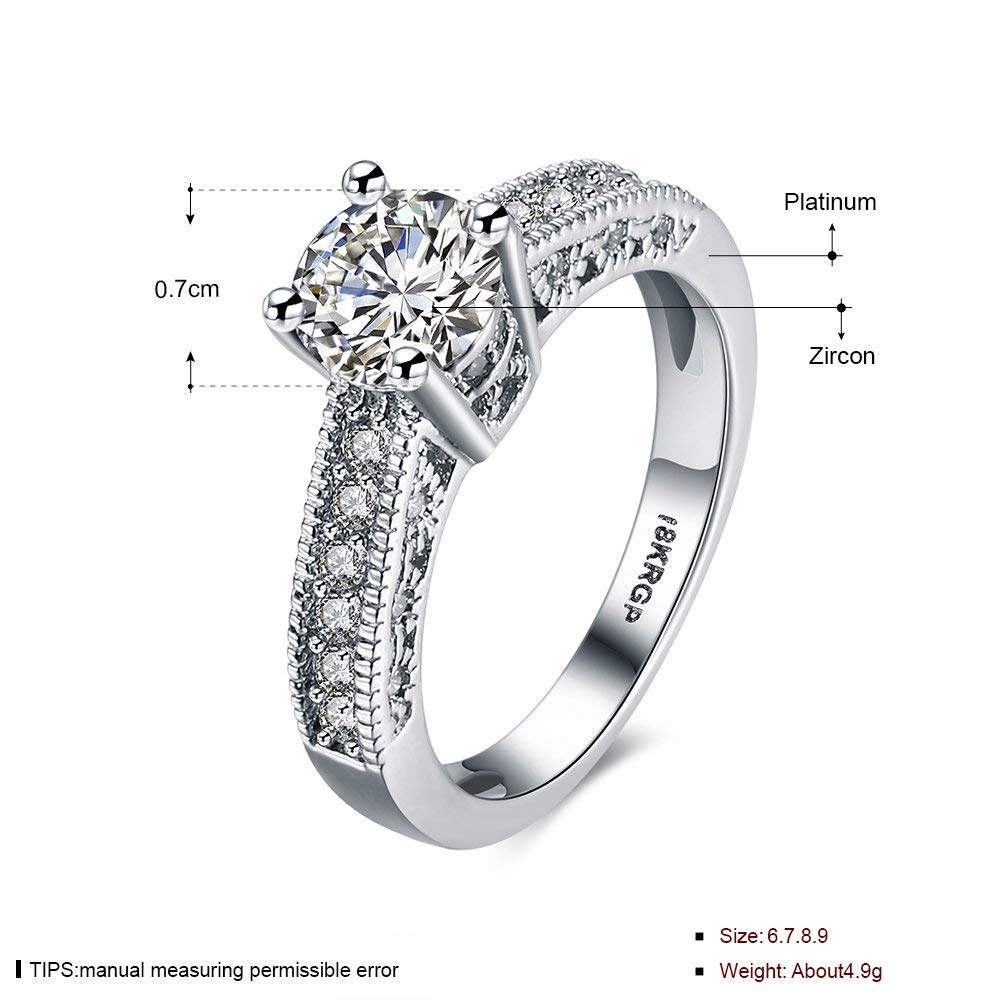 Platinum
0.7cm
Zircon
18KRGP
Size: 6.7.8.9
TIPS:manual measuring permissible error
Weight: About4.9g